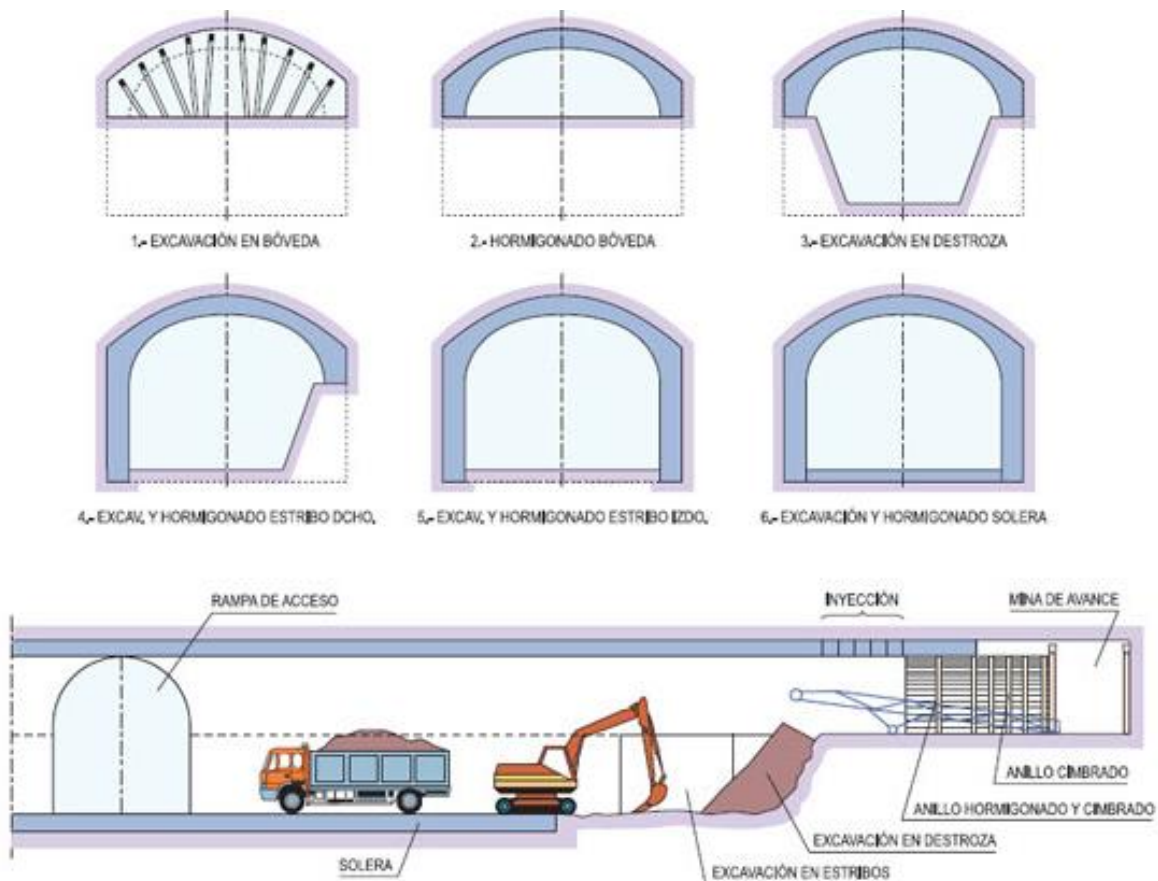 1.- EXCAVACIÓN EN BÓVEDA
2.- HORMIGONADO BÓVEDA
3.- EXCAVACIÓN EN DESTROZA
4.- EXCAV. Y HORMIGONADO ESTRIBO DCHO.
5.- EXCAV. Y HORMIGONADO ESTRIBO IZDO.
6.- EXCAVACIÓN Y HORMIGONADO SOLERA
RAMPA DE ACCESO
INYECCIÓN
MINA DE AVANCE
ANILLO CIMBRADO
ANILLO HORMIGONADO Y CIMBRADO
EXCAVACIÓN EN DESTROZA
SOLERA
EXCAVACIÓN EN ESTRIBOS